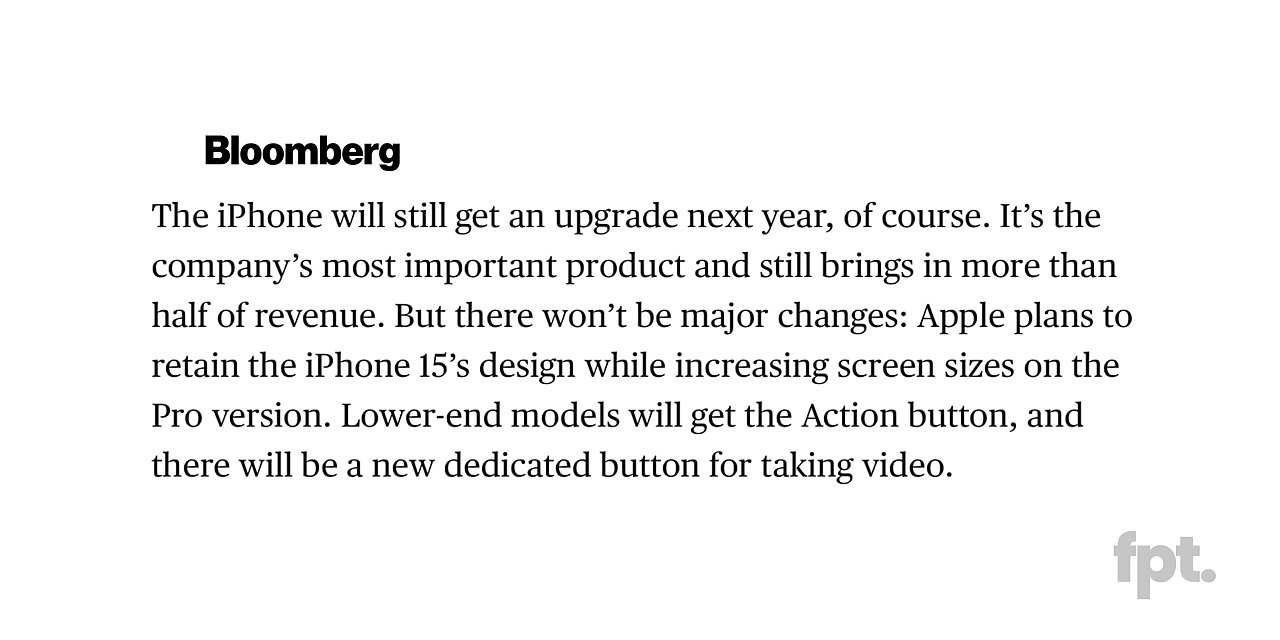 Bloomberg
The iPhone will still get an upgrade next year, of course. It’s the
company’s most important product and still brings in more than
half of revenue. But there won’t be major changes: Apple plans to
retain the iPhone 15’s design while increasing screen sizes on the
Pro version. Lower-end models will get the Action button, and
there will be a new dedicated button for taking video.
fpt.